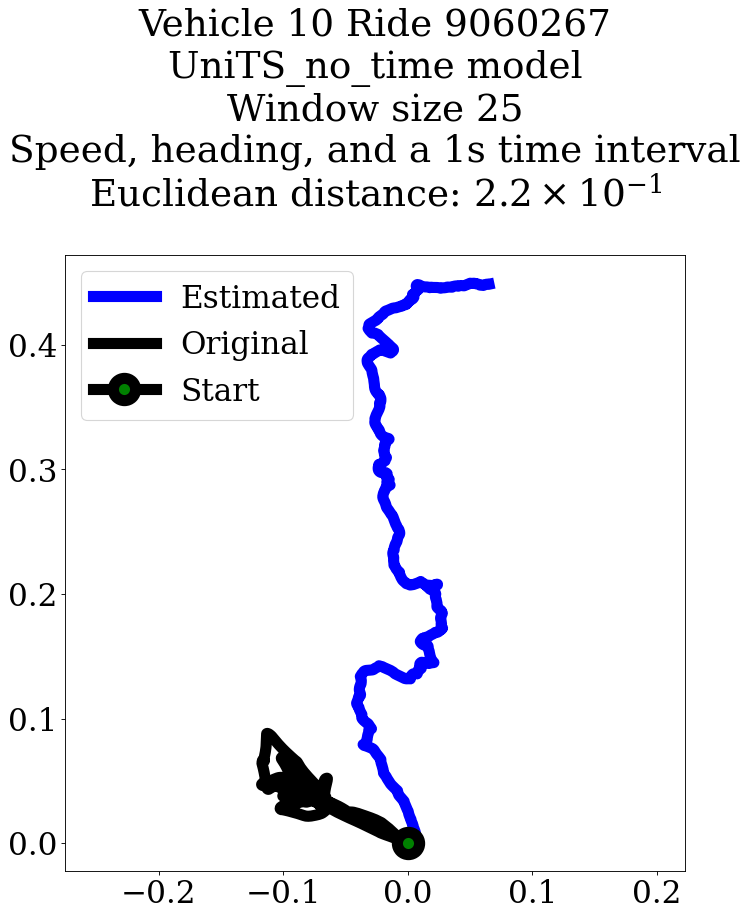 Vehicle 10 Ride 9060267
UniTS_no_time model
Window size 25
Speed, heading, and a 1s time interval
Euclidean distance: 2.2 × 10⁻¹
Estimated
Original
Start
0.4
0.3
0.2
0.1
0.0
−0.2 −0.1 0.0 0.1 0.2